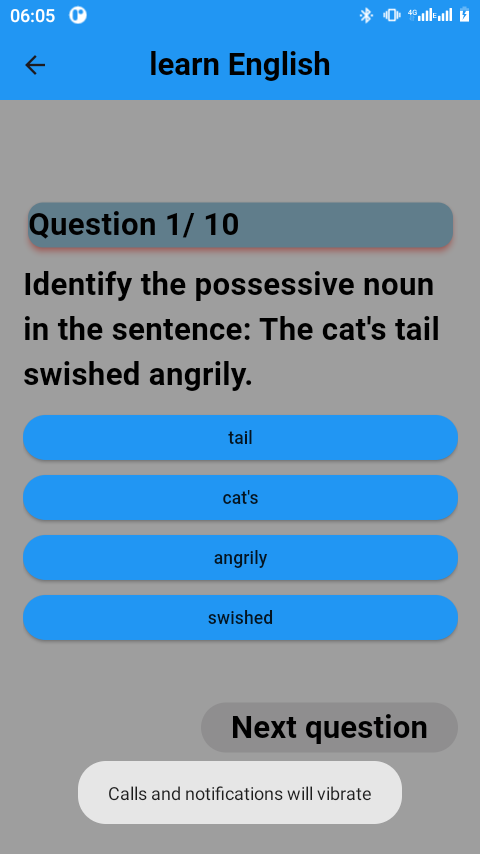 06:05
4G
E
learn English
Question 1/ 10
Identify the possessive noun
in the sentence: The cat's tail
swished angrily.
tail
cat's
angrily
swished
Next question
Calls and notifications will vibrate